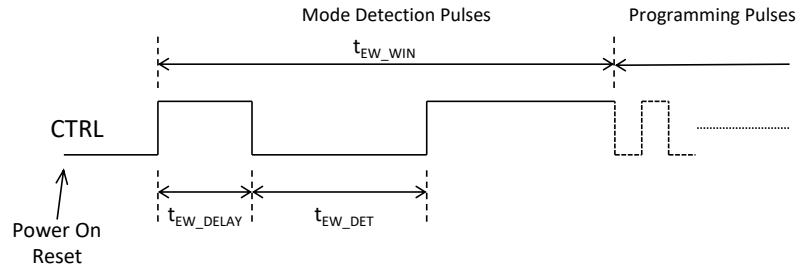 Mode Detection Pulses
Programming Pulses
tEW_WIN
CTRL
tEW_DELAY
tEW_DET
Power On
Reset